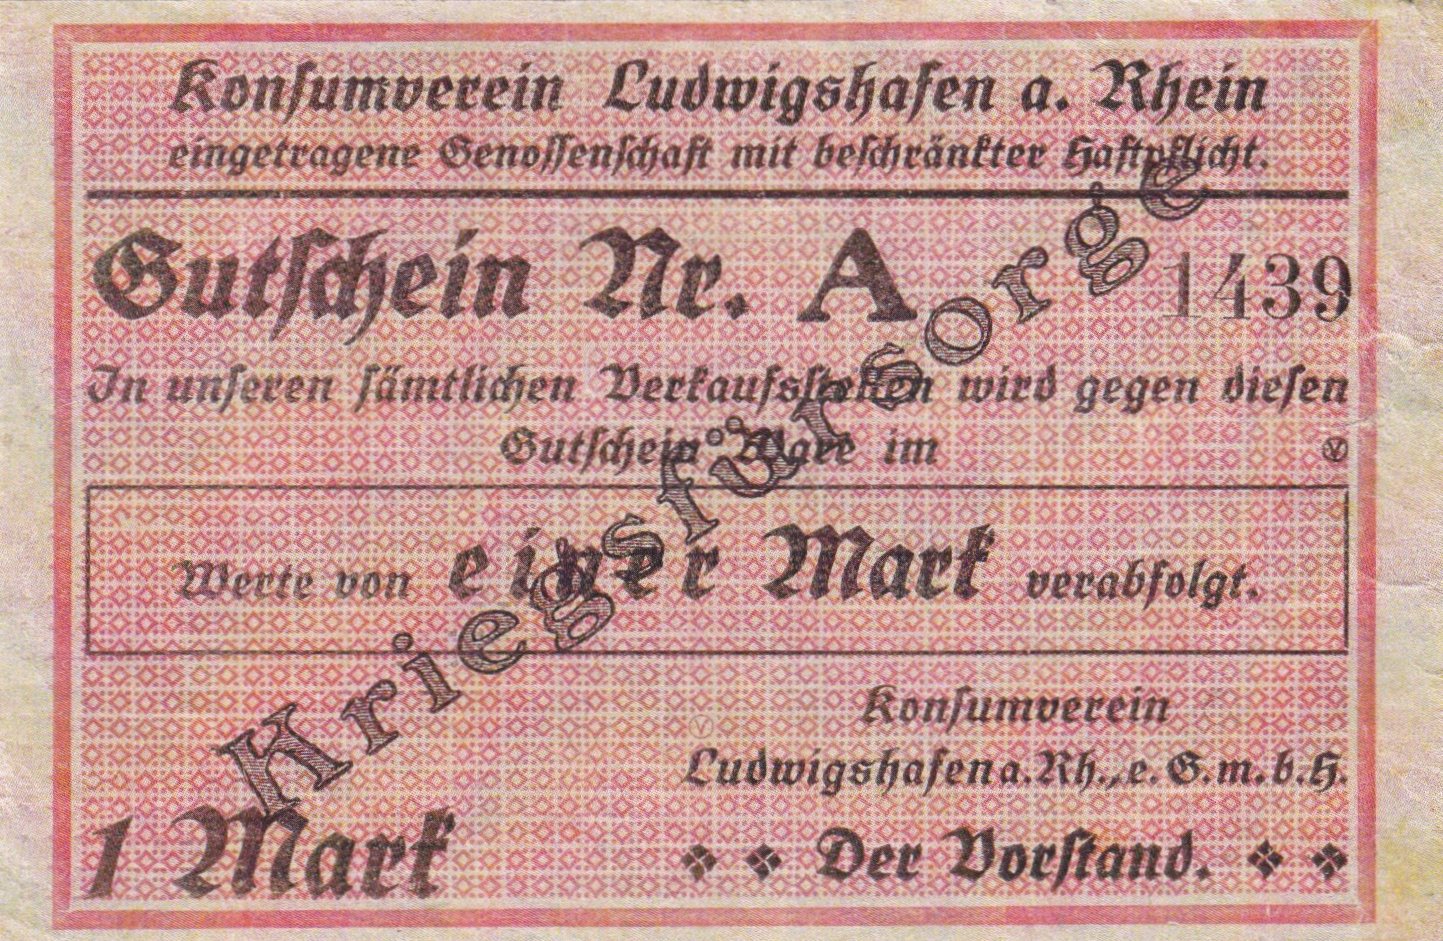 Konsumverein Ludwigshafen a. Rhein
eingetragene Genossenschaft mit beschränkter Haftpflicht.
Gutschein Nr. A 1439
In unseren sämtlichen Verkaufsstellen wird gegen diesen
Gutschein Ware im
V
Werte von einer Mark verabfolgt.
Kriegsfürsorge
V
Konsumverein
Ludwigshafen a. Rh., e. G. m. b. H.
1 Mark
Der Vorstand.